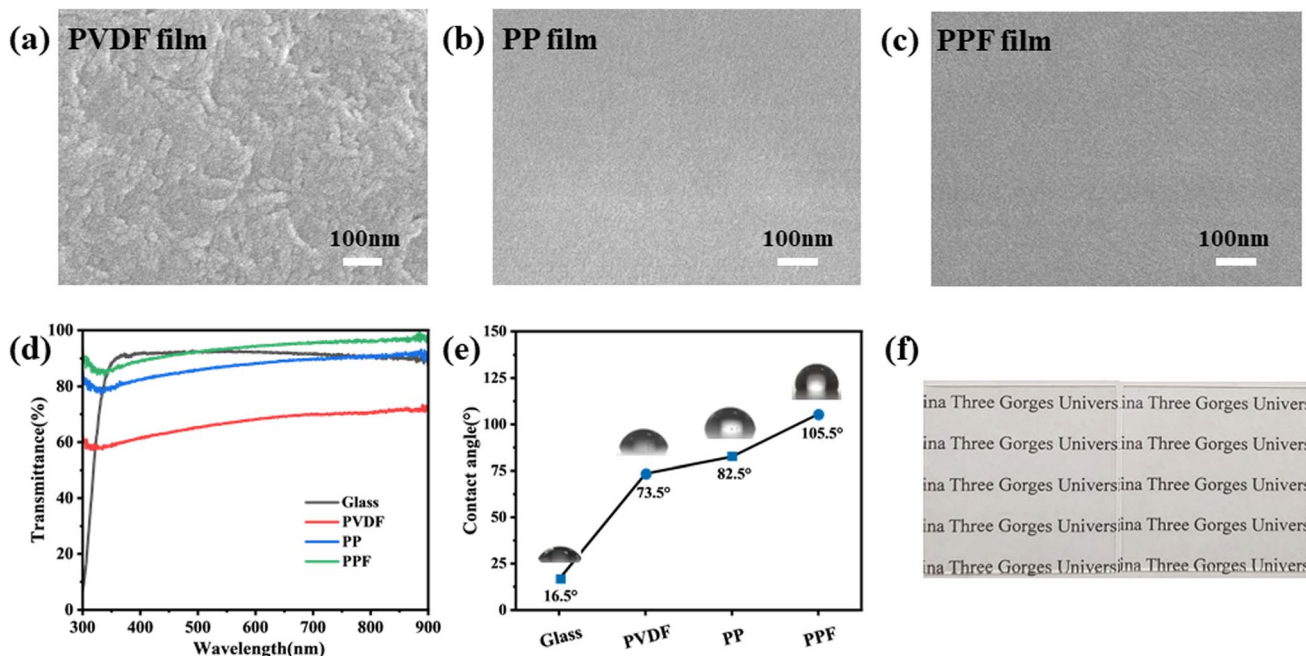 (a) PVDF film
100nm
(b) PP film
100nm
(c) PPF film
100nm
(d)
Transmittance(%)
100
80
60
40
20
0
300 400 500 600 700 800 900
Wavelength(nm)
Glass
PVDF
PP
PPF
(e)
Contact angle(°)
150
125
100
75
50
25
0
16.5°
73.5°
82.5°
105.5°
Glass PVDF PP PPF
(f)
ina Three Gorges Univers ina Three Gorges Univers
ina Three Gorges Univers ina Three Gorges Univers
ina Three Gorges Univers ina Three Gorges Univers
ina Three Gorges Univers ina Three Gorges Univers
ina Three Gorges Univers ina Three Gorges Univers